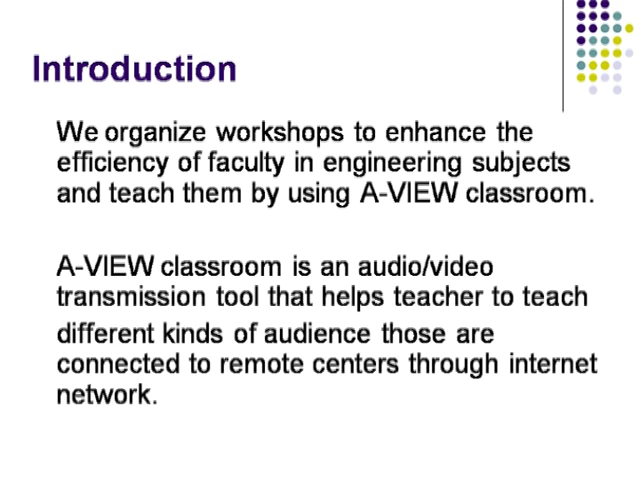 Introduction
We organize workshops to enhance the
efficiency of faculty in engineering subjects
and teach them by using A-VIEW classroom.
A-VIEW classroom is an audio/video
transmission tool that helps teacher to teach
different kinds of audience those are
connected to remote centers through internet
network.